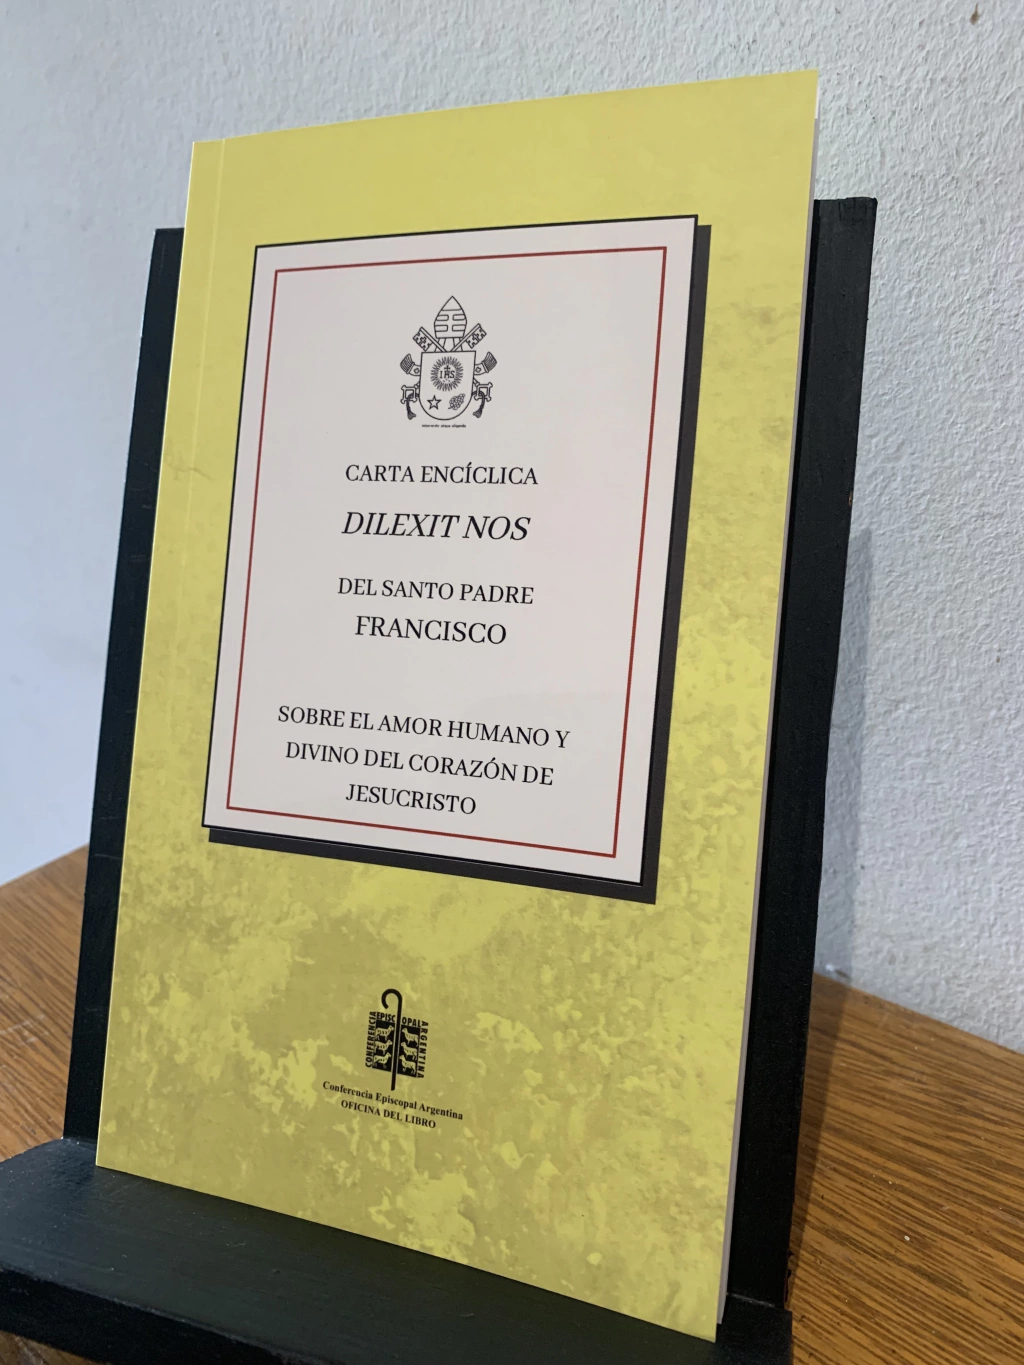 IHS
CARTA ENCÍCLICA
DILEXIT NOS
DEL SANTO PADRE
FRANCISCO
SOBRE EL AMOR HUMANO Y
DIVINO DEL CORAZÓN DE
JESUCRISTO
CONFERENCIA EPISCOPAL ARGENTINA
Conferencia Episcopal Argentina
OFICINA DEL LIBRO